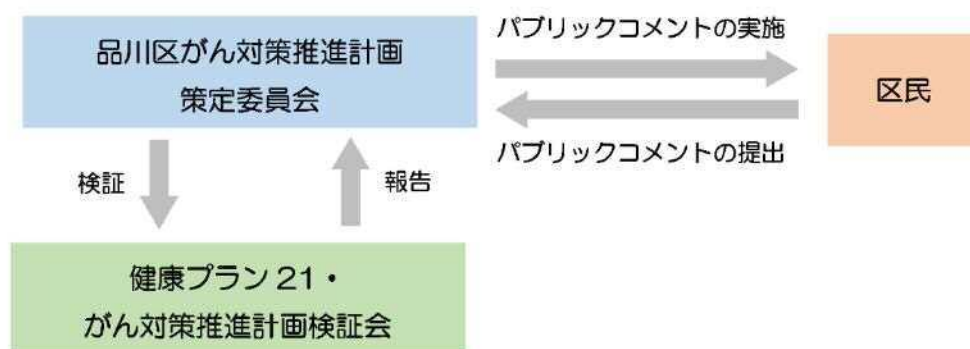 品川区がん対策推進計画
策定委員会
パブリックコメントの実施
区民
パブリックコメントの提出
検証
報告
健康プラン21・
がん対策推進計画検証会